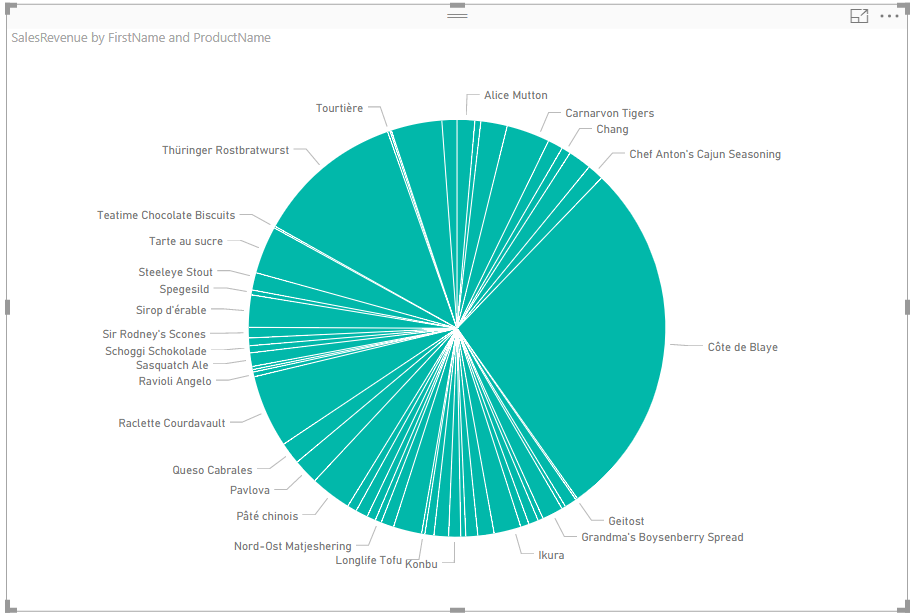 SalesRevenue by FirstName and ProductName
Alice Mutton
Carnarvon Tigers
Chang
Chef Anton's Cajun Seasoning
Côte de Blaye
Geitost
Grandma's Boysenberry Spread
Ikura
Konbu
Longlife Tofu
Nord-Ost Matjeshering
Pâté chinois
Pavlova
Queso Cabrales
Raclette Courdavault
Ravioli Angelo
Sasquatch Ale
Schoggi Schokolade
Sir Rodney's Scones
Sirop d'érable
Spegesild
Steeleye Stout
Tarte au sucre
Teatime Chocolate Biscuits
Thüringer Rostbratwurst
Tourtière